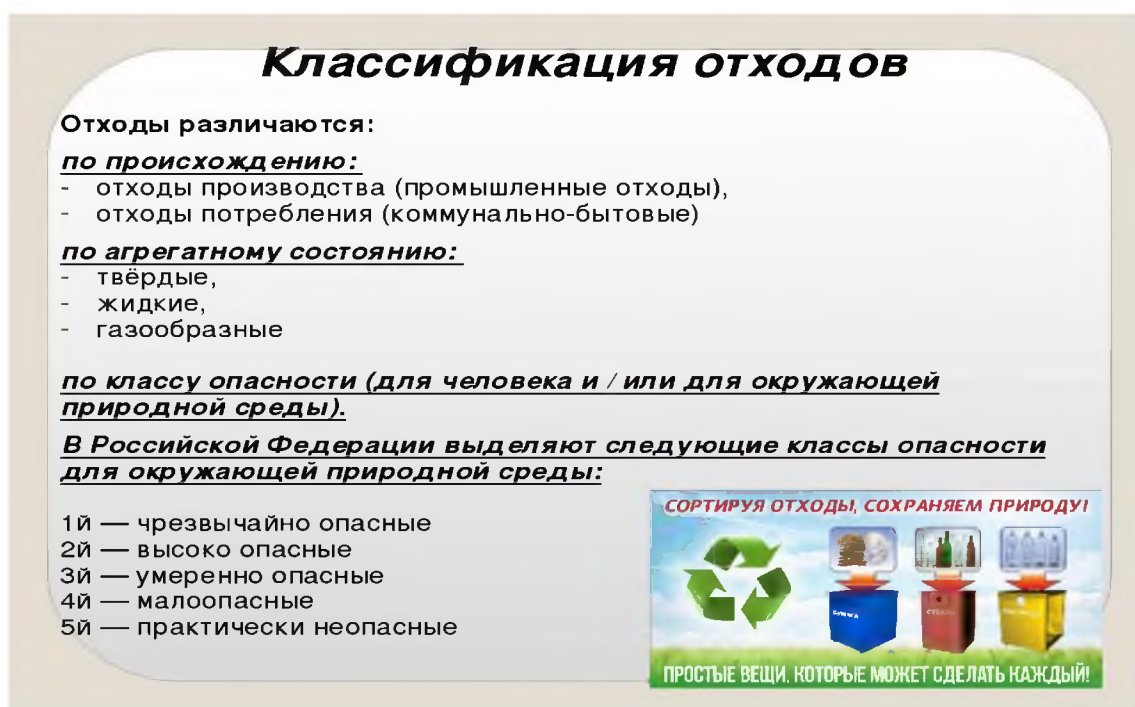 Классификация отходов
Отходы различаются:
по происхождению:
- отходы производства (промышленные отходы),
- отходы потребления (коммунально-бытовые)
по агрегатному состоянию:
- твёрдые,
- жидкие,
- газообразные
по классу опасности (для человека и / или для окружающей
природной среды).
В Российской Федерации выделяют следующие классы опасности
для окружающей природной среды:
1й — чрезвычайно опасные
2й — высоко опасные
3й — умеренно опасные
4й — малоопасные
5й — практически неопасные
СОРТИРУЯ ОТХОДЫ, СОХРАНЯЕМ ПРИРОДУ!
БУМАГА
СТЕКЛО
ПРОСТЫЕ ВЕЩИ, КОТОРЫЕ МОЖЕТ СДЕЛАТЬ КАЖДЫЙ!